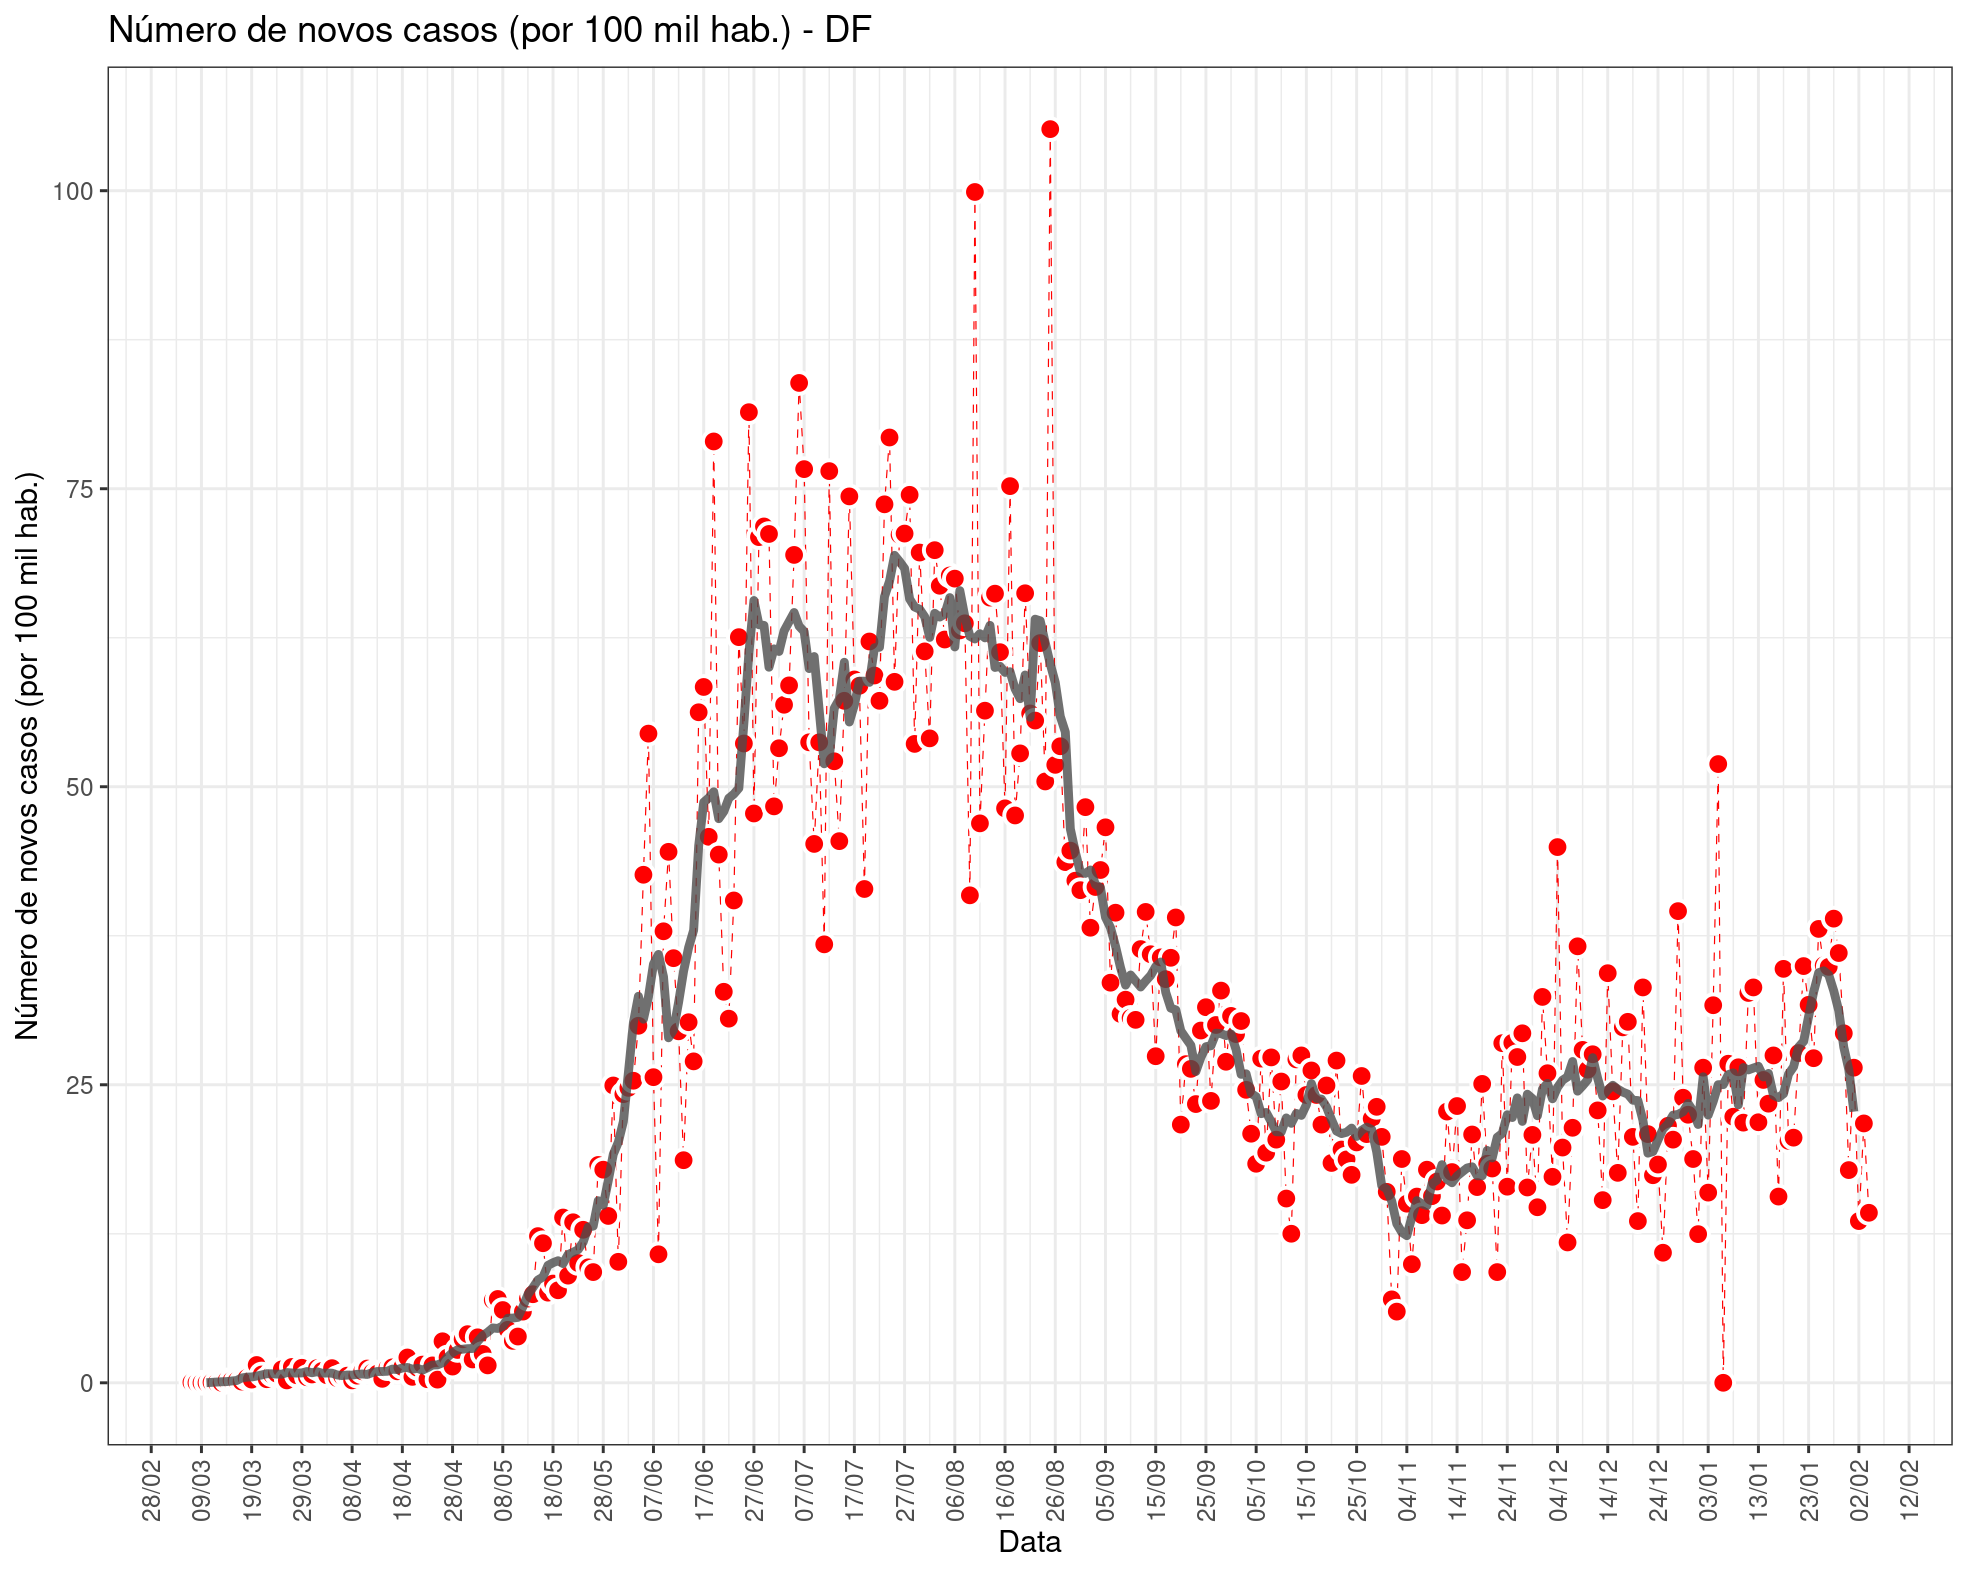 Número de novos casos (por 100 mil hab.) - DF
Número de novos casos (por 100 mil hab.)
100
75
50
25
0
28/02 09/03 19/03 29/03 08/04 18/04 28/04 08/05 18/05 28/05 07/06 17/06 27/06 07/07 17/07 27/07 06/08 16/08 26/08 05/09 15/09 25/09 05/10 15/10 25/10 04/11 14/11 24/11 04/12 14/12 24/12 03/01 13/01 23/01 02/02 12/02
Data